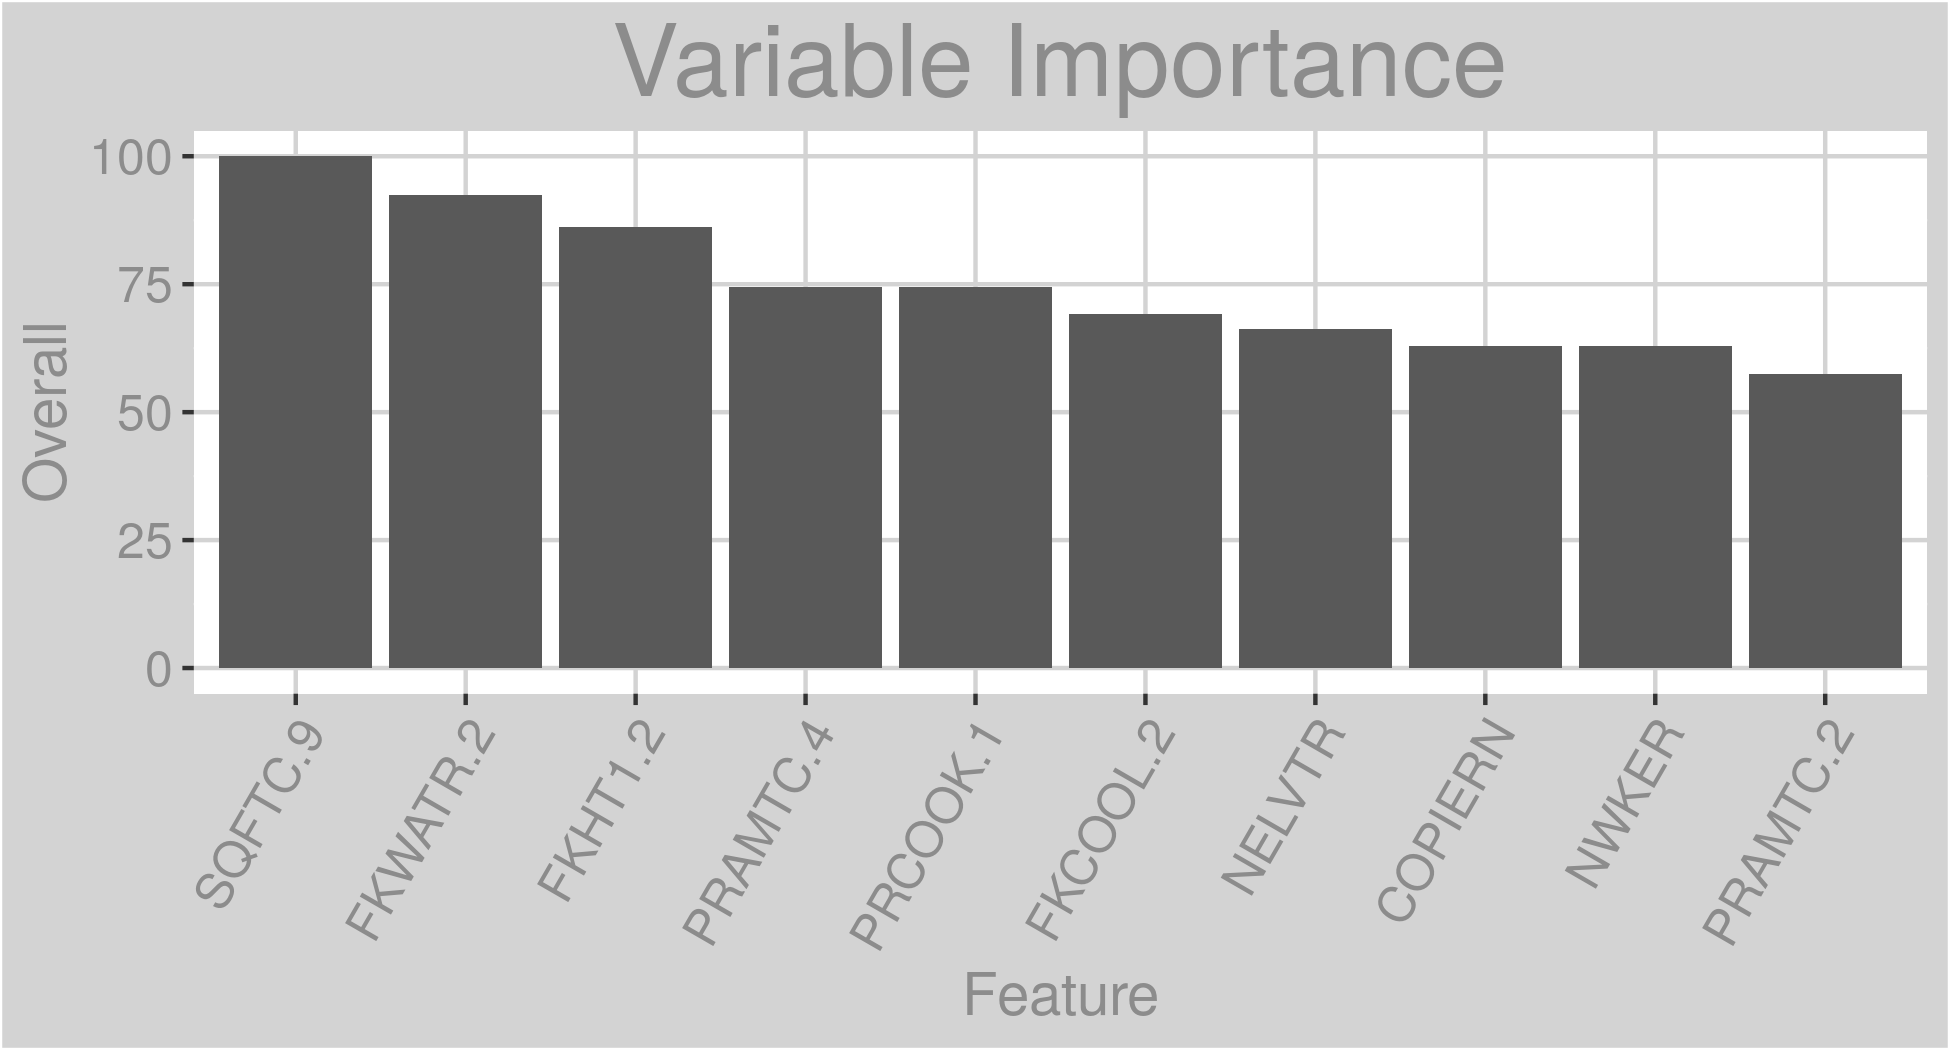 Variable Importance
100
75
50
25
0
Overall
SQFTC.9
FKWATR.2
FKHT1.2
PRAMTC.4
PRCOOK.1
FKCOOL.2
NELVTR
COPIERN
NWKER
PRAMTC.2
Feature